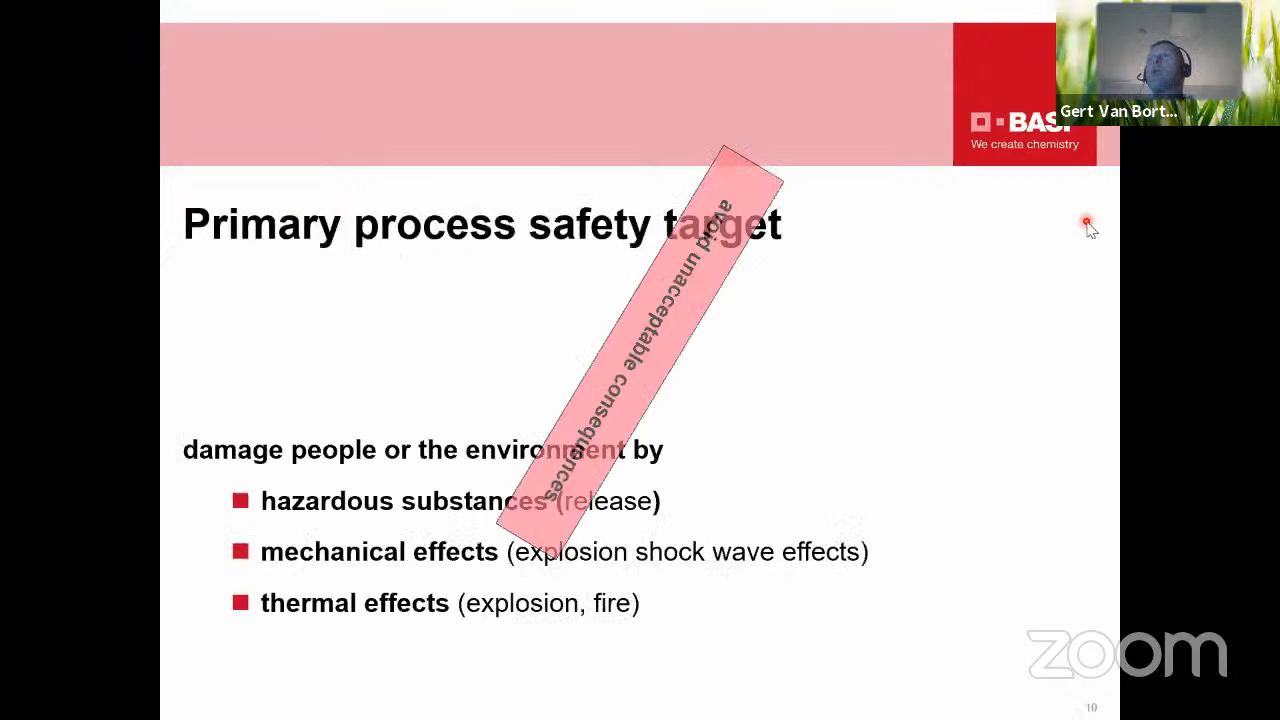 Gert Van Bort...
BASF
We create chemistry
Primary process safety target
avoid unacceptable consequences
damage people or the environment by
hazardous substances (release)
mechanical effects (explosion shock wave effects)
thermal effects (explosion, fire)
zoom
10